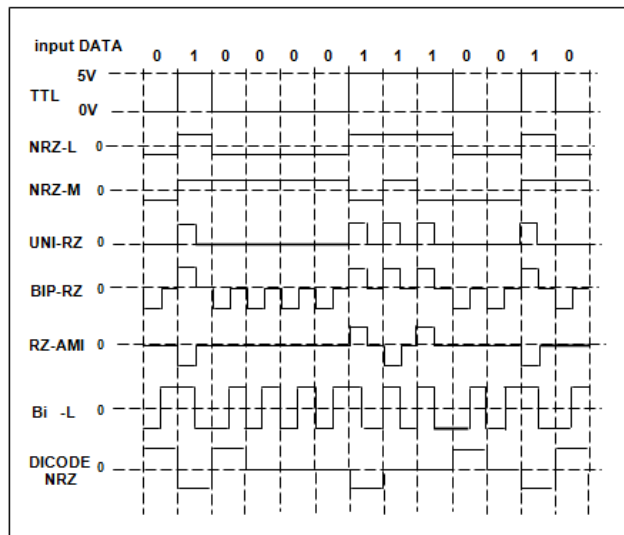 input DATA
0 1 0 0 0 0 1 1 1 0 0 1 0
5V
TTL
0V
NRZ-L 0
NRZ-M 0
UNI-RZ 0
BIP-RZ 0
RZ-AMI 0
Bi -L 0
DICODE 0
NRZ